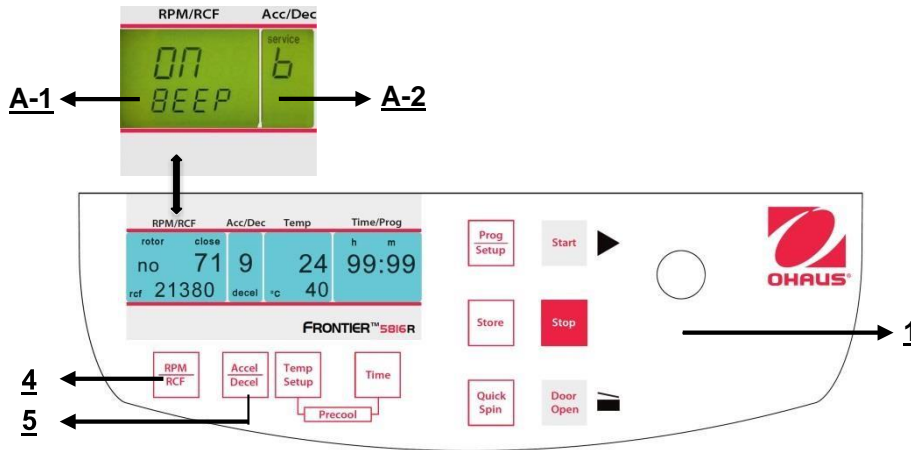 RPM/RCF Acc/Dec
service
ON b
BEEP
A-1 A-2
RPM/RCF Acc/Dec Temp Time/Prog
rotor close h m
no 71 9 24 99:99
rcf 21380 decel °C 40
FRONTIER™ 5816R
RPM
RCF
Accel
Decel
Temp
Setup
Time
Precool
4
5
Prog
Setup
Start
Store
Stop
Quick
Spin
Door
Open
OHAUS®
1